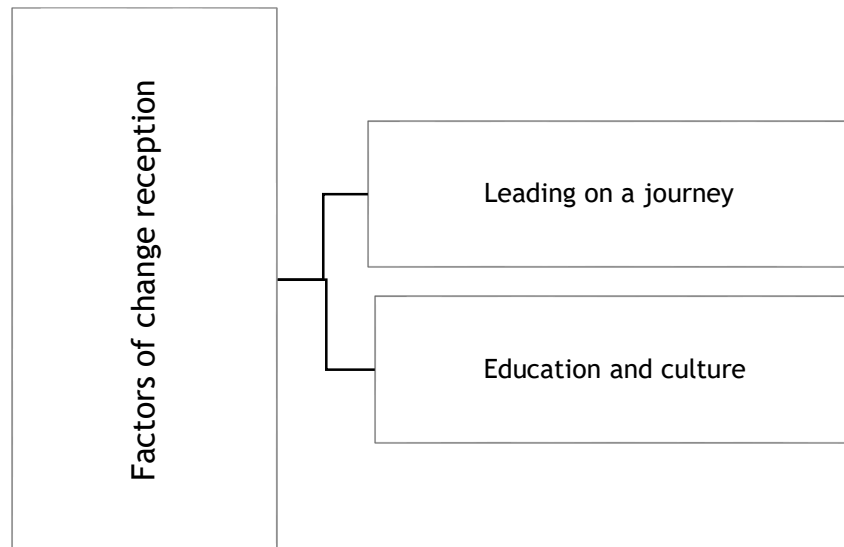 Factors of change reception
Leading on a journey
Education and culture